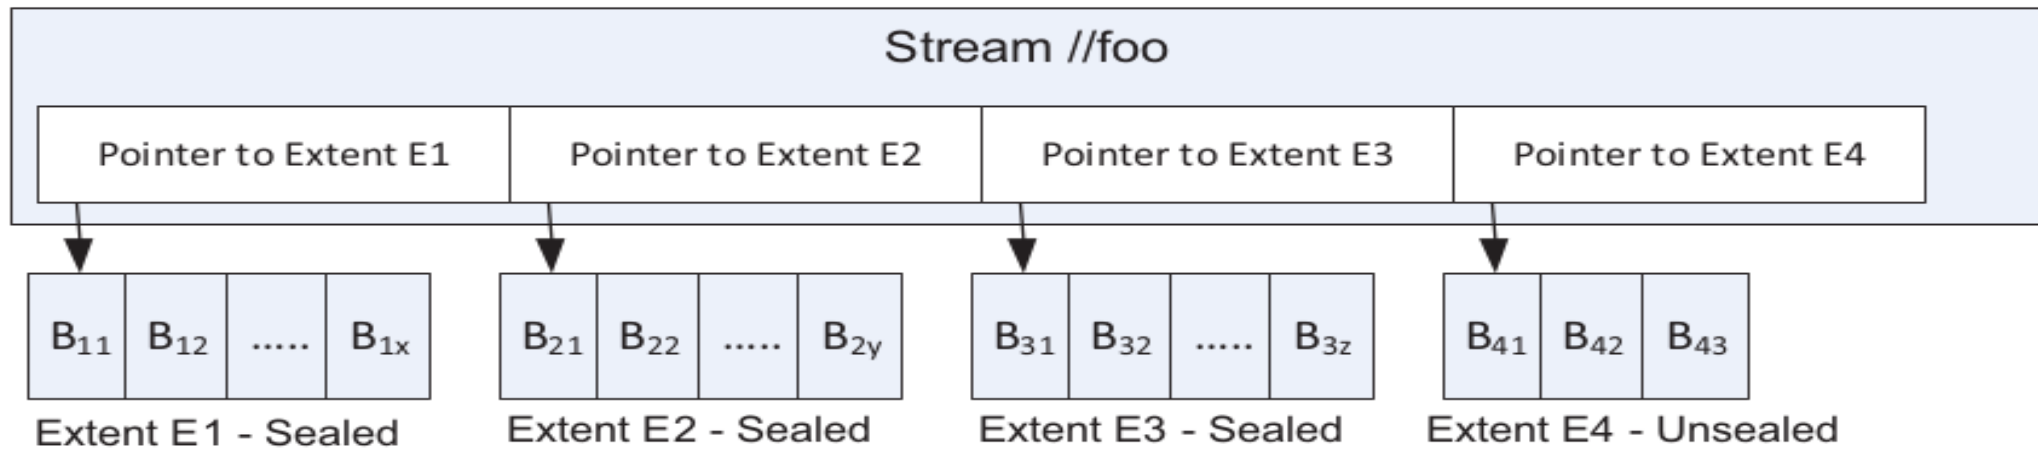 Stream //foo
Pointer to Extent E1 Pointer to Extent E2 Pointer to Extent E3 Pointer to Extent E4
B11 B12 ..... B1x B21 B22 ..... B2y B31 B32 ..... B3z B41 B42 B43
Extent E1 - Sealed Extent E2 - Sealed Extent E3 - Sealed Extent E4 - Unsealed